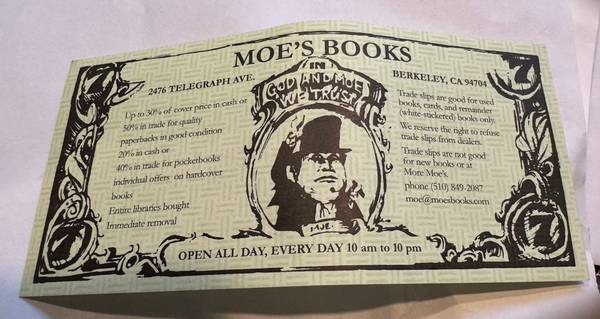 MOE'S BOOKS
2476 TELEGRAPH AVE.
BERKELEY, CA 94704
IN
GOD AND MOE
WE TRUST
Up to 30% of cover price in cash or
50% in trade for quality
paperbacks in good condition
20% in cash or
40% in trade for pocketbooks
individual offers on hardcover
books
Entire libraries bought
Immediate removal
Trade slips are good for used
books, cards, and remainder
(white-stickered) books only.
We reserve the right to refuse
trade slips from dealers.
Trade slips are not good
for new books or at
More Moe's.
phone (510) 849-2087
moe@moesbooks.com
MOE
7
7
7
7
OPEN ALL DAY, EVERY DAY 10 am to 10 pm